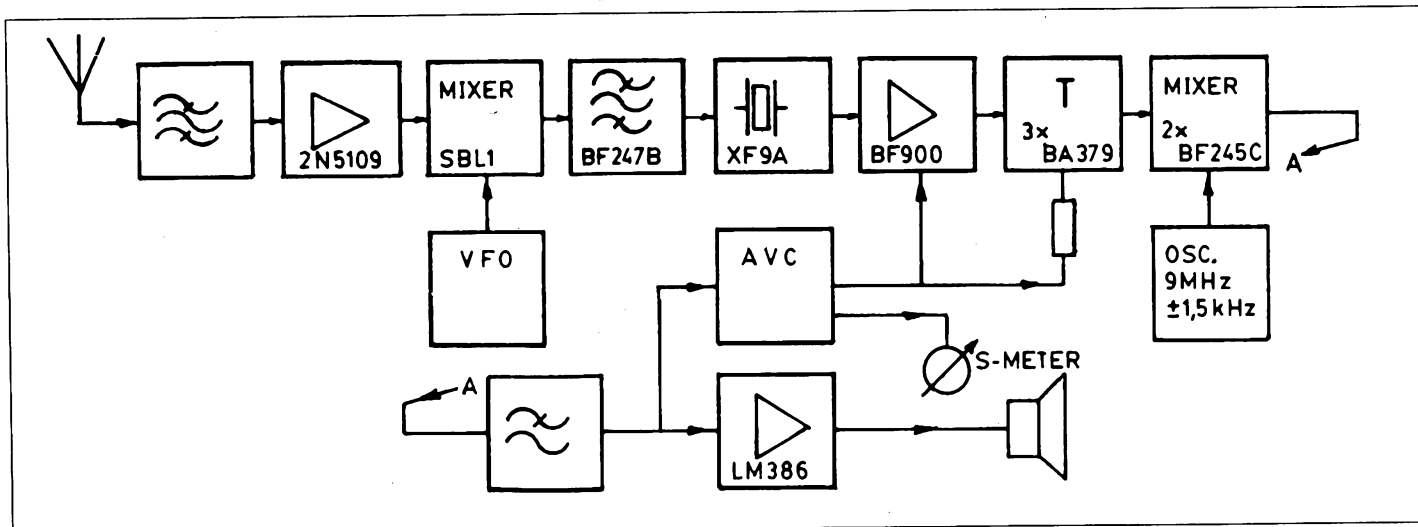 2N5109
MIXER
SBL1
BF247B
XF9A
BF900
T
3x
BA379
MIXER
2x
BF245C
A
VFO
AVC
OSC.
9MHz
±1,5kHz
S-METER
A
LM386